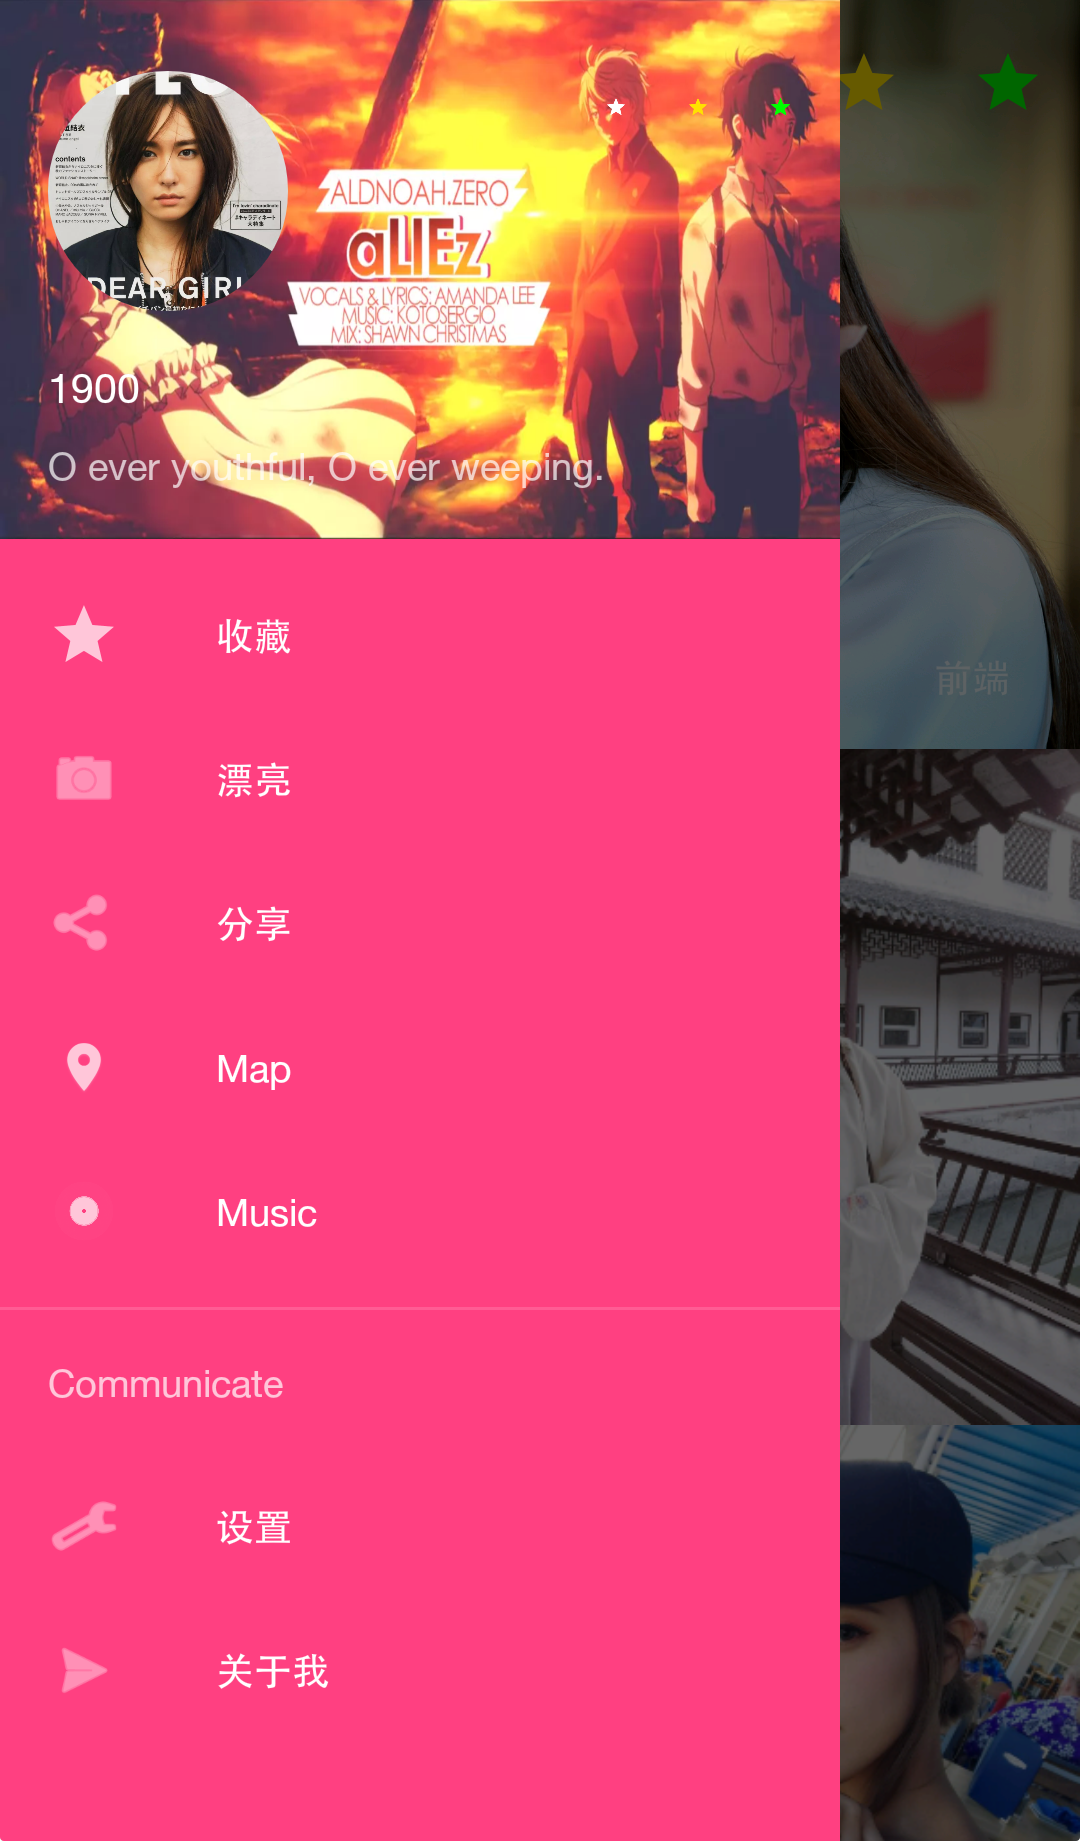 contents
DEAR GIRL
ALDNOAH.ZERO
aLIEz
VOCALS & LYRICS: AMANDA LEE
MUSIC: KOTOSERGIO
MIX: SHAWN CHRISTMAS
1900
O ever youthful, O ever weeping.
收藏
前端
漂亮
分享
Map
Music
Communicate
设置
关于我